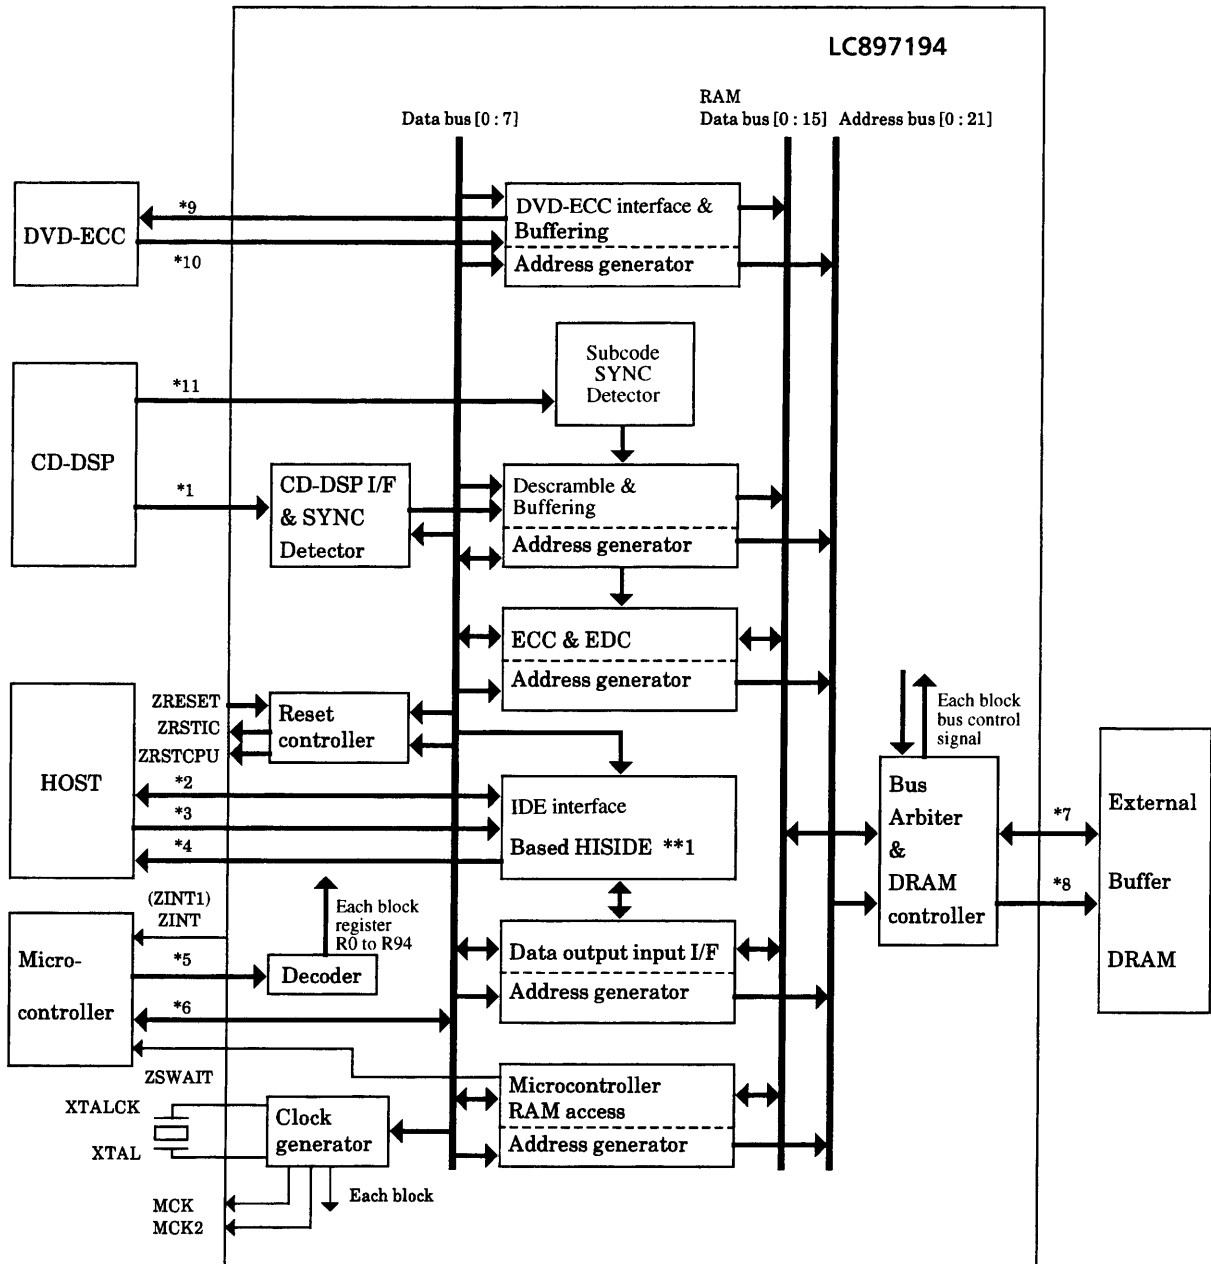 LC897194
RAM
Data bus [0 : 7]
Data bus [0 : 15]
Address bus [0 : 21]
DVD-ECC
*9
*10
DVD-ECC interface &
Buffering
Address generator
Subcode
SYNC
Detector
CD-DSP
*11
*1
CD-DSP I/F
& SYNC
Detector
Descramble &
Buffering
Address generator
ECC & EDC
Address generator
HOST
ZRESET
ZRSTIC
ZRSTCPU
Reset
controller
*2
*3
*4
IDE interface
Based HISIDE **1
Each block
bus control
signal
Bus
Arbiter
&
DRAM
controller
*7
*8
External
Buffer
DRAM
(ZINT1)
ZINT
Micro-
controller
*5
*6
Each block
register
R0 to R94
Decoder
Data output input I/F
Address generator
ZSWAIT
Microcontroller
RAM access
Address generator
XTALCK
XTAL
Clock
generator
Each block
MCK
MCK2